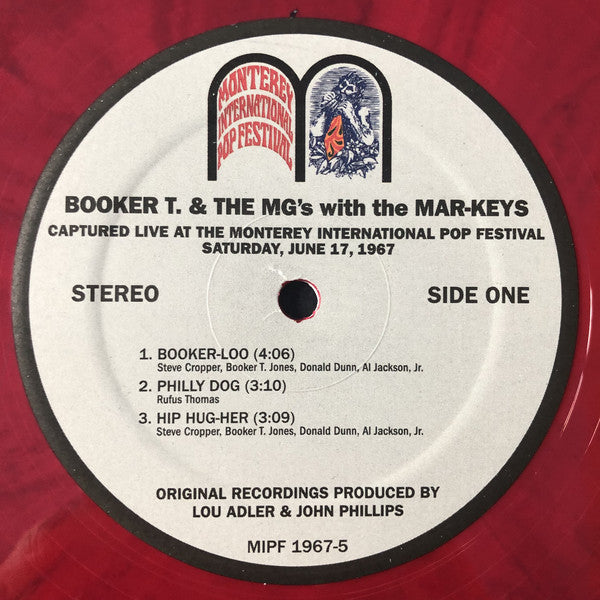 MONTEREY
INTERNATIONAL
POP FESTIVAL
BOOKER T. & THE MG's with the MAR-KEYS
CAPTURED LIVE AT THE MONTEREY INTERNATIONAL POP FESTIVAL
SATURDAY, JUNE 17, 1967
STEREO
SIDE ONE
1. BOOKER-LOO (4:06)
Steve Cropper, Booker T. Jones, Donald Dunn, Al Jackson, Jr.
2. PHILLY DOG (3:10)
Rufus Thomas
3. HIP HUG-HER (3:09)
Steve Cropper, Booker T. Jones, Donald Dunn, Al Jackson, Jr.
ORIGINAL RECORDINGS PRODUCED BY
LOU ADLER & JOHN PHILLIPS
MIPF 1967-5